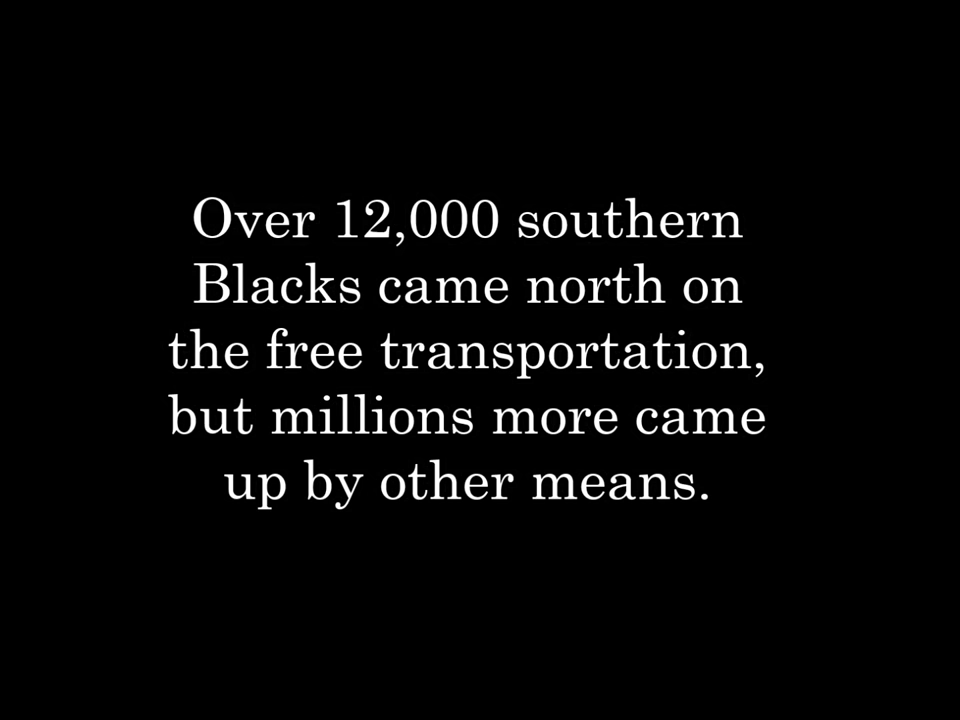 Over 12,000 southern
Blacks came north on
the free transportation,
but millions more came
up by other means.